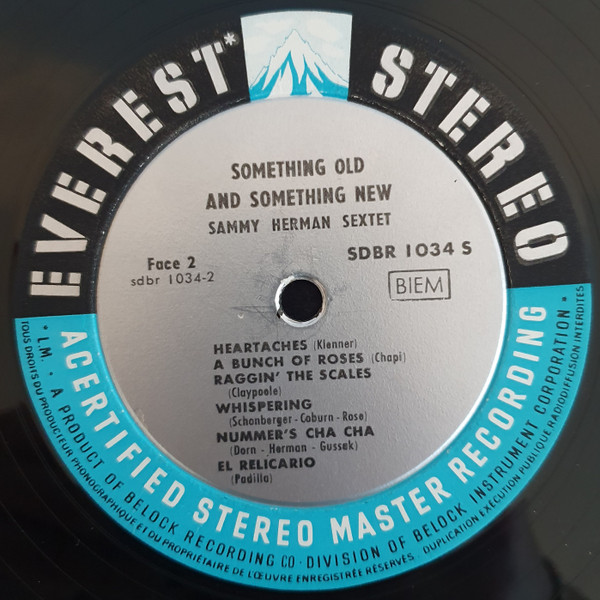 EVEREST* STEREO
SOMETHING OLD
AND SOMETHING NEW
SAMMY HERMAN SEXTET
Face 2
sdbr 1034-2
SDBR 1034 S
BIEM
HEARTACHES (Klenner)
A BUNCH OF ROSES (Chapi)
RAGGIN' THE SCALES
(Claypoole)
WHISPERING
(Schonberger - Coburn - Rose)
NUMMER'S CHA CHA
(Dorn - Herman - Gussak)
EL RELICARIO
(Padilla)
A CERTIFIED STEREO MASTER RECORDING
* L.M. • A PRODUCT OF BELOCK RECORDING CO · DIVISION OF BELOCK INSTRUMENT CORPORATION •
TOUS DROITS DU PRODUCTEUR PHONOGRAPHIQUE ET DU PROPRIÉTAIRE DE L'ŒUVRE ENREGISTRÉE RÉSERVÉS. DUPLICATION EXÉCUTION PUBLIQUE RADIODIFFUSION INTERDITES